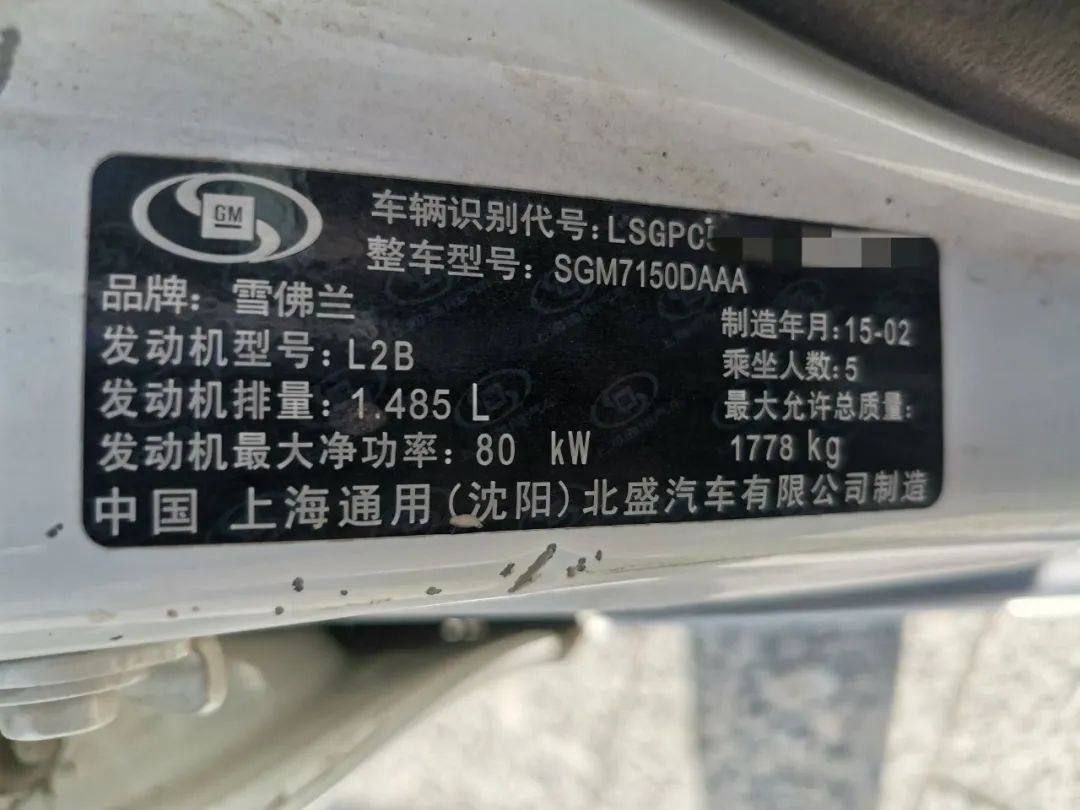 GM
车辆识别代号:LSGPC
整车型号:SGM7150DAAA
品牌:雪佛兰
制造年月:15-02
发动机型号:L2B
乘坐人数:5
发动机排量:1.485 L
最大允许总质量:
发动机最大净功率:80 kW
1778 kg
中国 上海通用(沈阳)北盛汽车有限公司制造